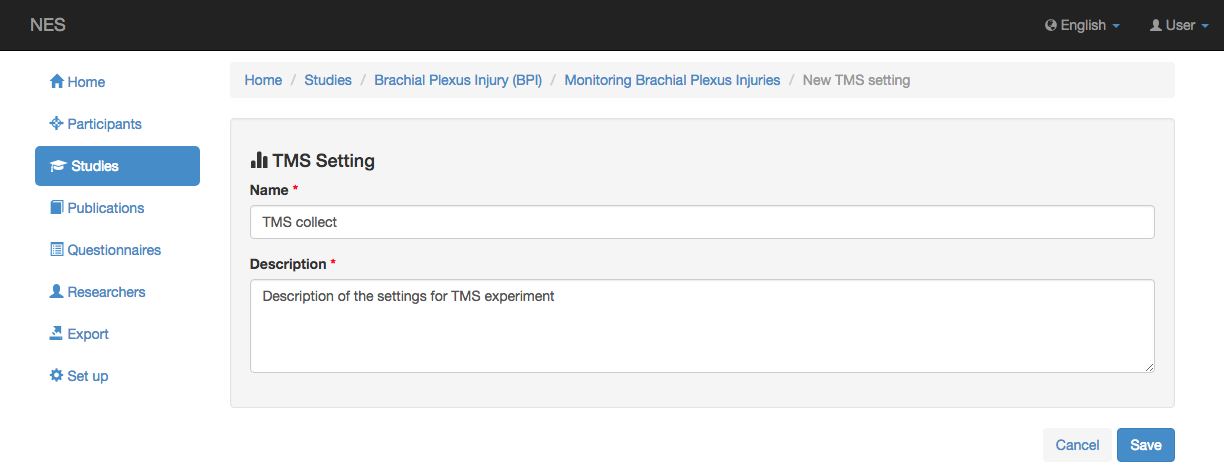 NES
English
User
Home
Participants
Studies
Publications
Questionnaires
Researchers
Export
Set up
Home / Studies / Brachial Plexus Injury (BPI) / Monitoring Brachial Plexus Injuries / New TMS setting
TMS Setting
Name *
TMS collect
Description *
Description of the settings for TMS experiment
Cancel
Save